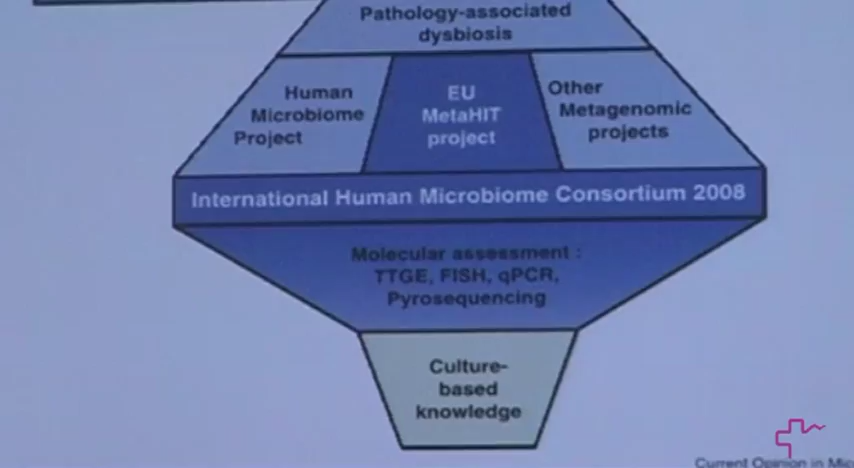 Pathology-associated
dysbiosis
Human
Microbiome
Project
EU
MetaHIT
project
Other
Metagenomic
projects
International Human Microbiome Consortium 2008
Molecular assessment :
TTGE, FISH, qPCR,
Pyrosequencing
Culture-
based
knowledge
Current Opinion in